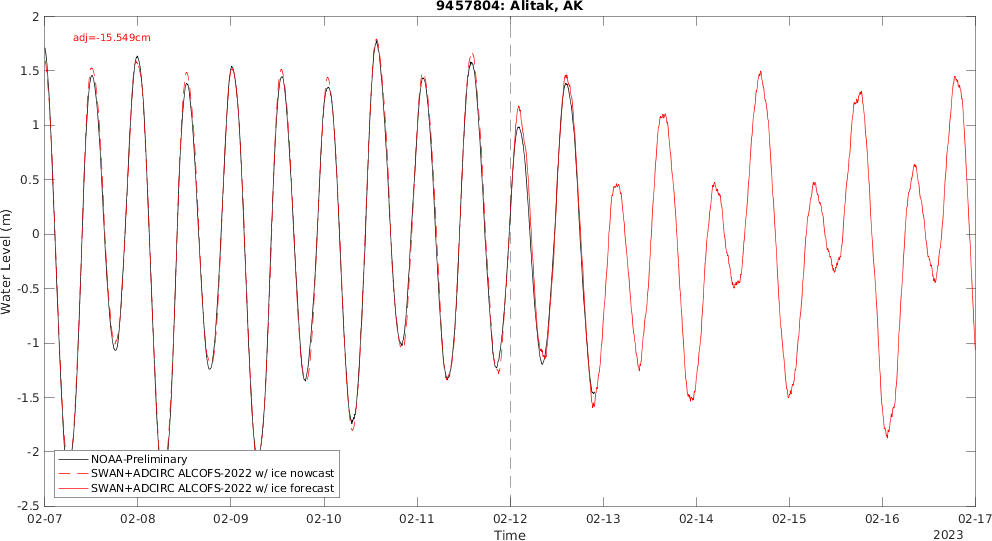 9457804: Alitak, AK
adj=-15.549cm
2
1.5
1
0.5
0
-0.5
-1
-1.5
-2
-2.5
Water Level (m)
NOAA-Preliminary
SWAN+ADCIRC ALCOFS-2022 w/ ice nowcast
SWAN+ADCIRC ALCOFS-2022 w/ ice forecast
02-07 02-08 02-09 02-10 02-11 02-12 02-13 02-14 02-15 02-16 02-17
Time
2023